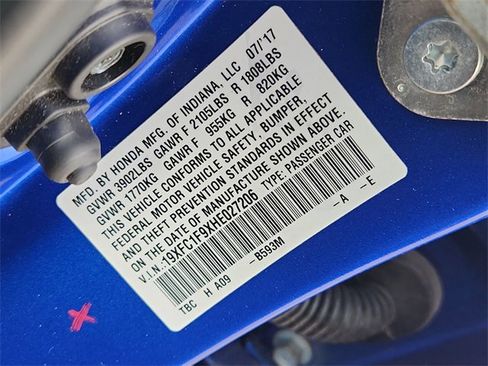 MFD. BY HONDA MFG. OF INDIANA, LLC 07/'17
GVWR 3902LBS GAWR F 2105LBS R 1808LBS
GVWR 1770KG GAWR F 955KG R 820KG
THIS VEHICLE CONFORMS TO ALL APPLICABLE
FEDERAL MOTOR VEHICLE SAFETY, BUMPER,
AND THEFT PREVENTION STANDARDS IN EFFECT
ON THE DATE OF MANUFACTURE SHOWN ABOVE.
V.I.N.:19XFC1F9XHE027206 TYPE: PASSENGER CAR
TBC H A09 -B593M -A -E